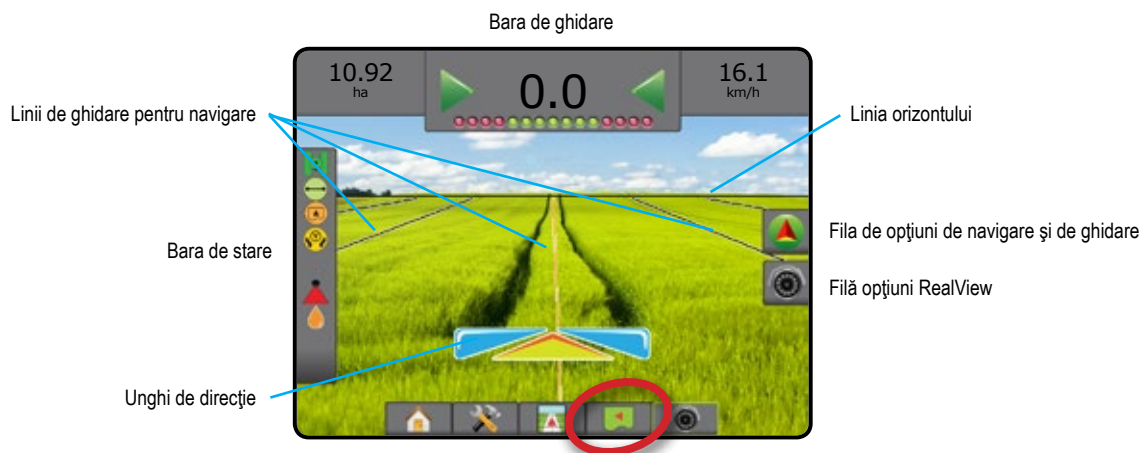 Bara de ghidare
10.92
ha
0.0
16.1
km/h
Linii de ghidare pentru navigare
Linia orizontului
Bara de stare
Fila de opţiuni de navigare şi de ghidare
Filă opţiuni RealView
Unghi de direcţie